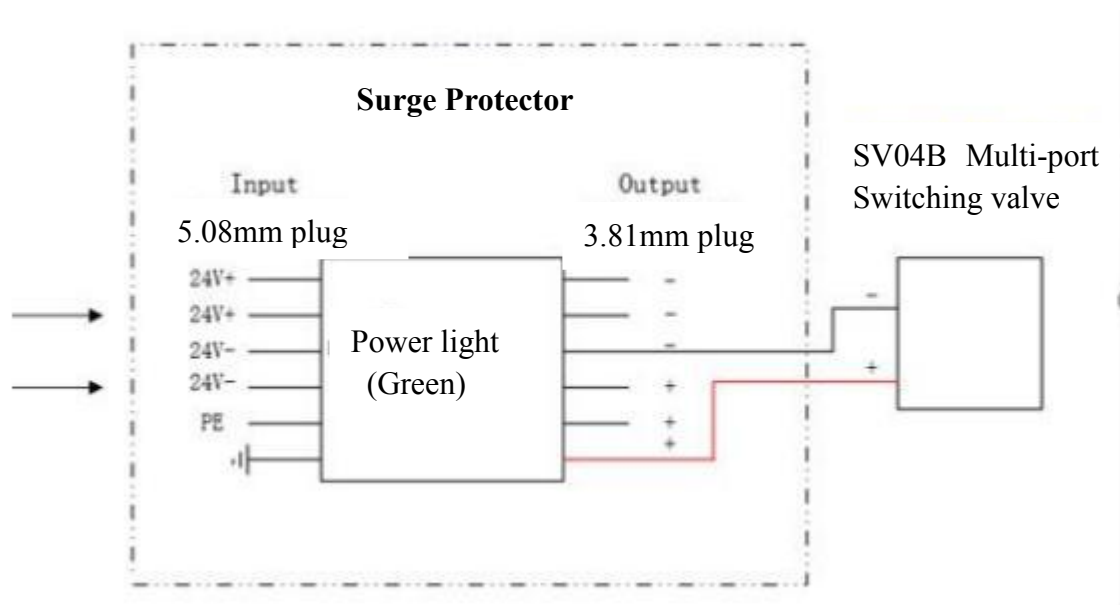 Surge Protector
SV04B Multi-port
Switching valve
Input
Output
5.08mm plug
3.81mm plug
24V+
24V+
24V-
24V-
PE
Power light
(Green)
-
-
-
+
+
+
-
+